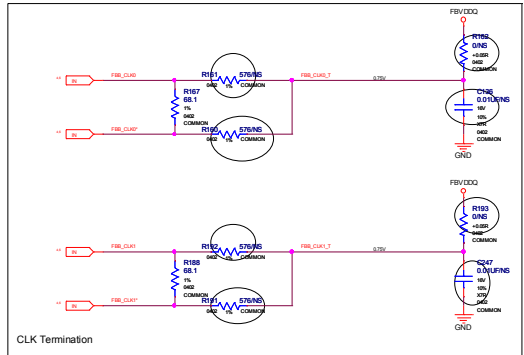 FBVDDQ
R162
0/NS
+0.05R
0402
COMMON
IN
FBB_CLK0
R161
576/NS
0402
1%
COMMON
FBB_CLK0_T
0.75V
R167
68.1
1%
0402
COMMON
C136
0.01UF/NS
16V
10%
X7R
0402
COMMON
GND
IN
FBB_CLK0*
R160
576/NS
0402
1%
COMMON
FBVDDQ
R193
0/NS
+0.05R
0402
COMMON
IN
FBB_CLK1
R192
576/NS
0402
1%
COMMON
FBB_CLK1_T
0.75V
R188
68.1
1%
0402
COMMON
C247
0.01UF/NS
16V
10%
X7R
0402
COMMON
GND
IN
FBB_CLK1*
R191
576/NS
0402
1%
COMMON
CLK Termination